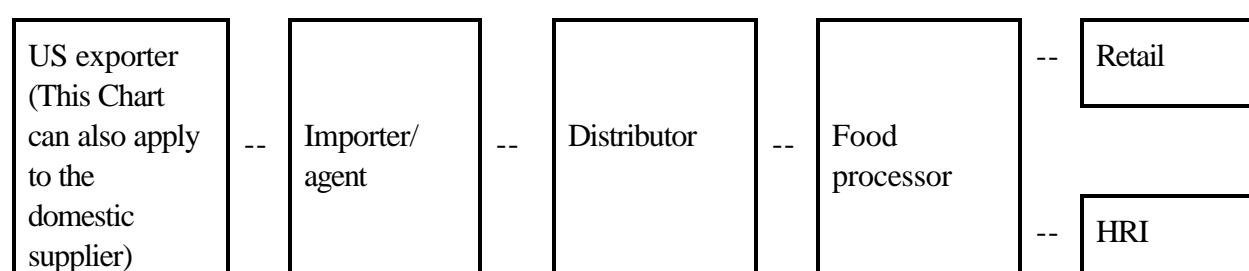 US exporter
(This Chart
can also apply
to the
domestic
supplier)
--
Importer/
agent
--
Distributor
--
Food
processor
--
Retail
--
HRI